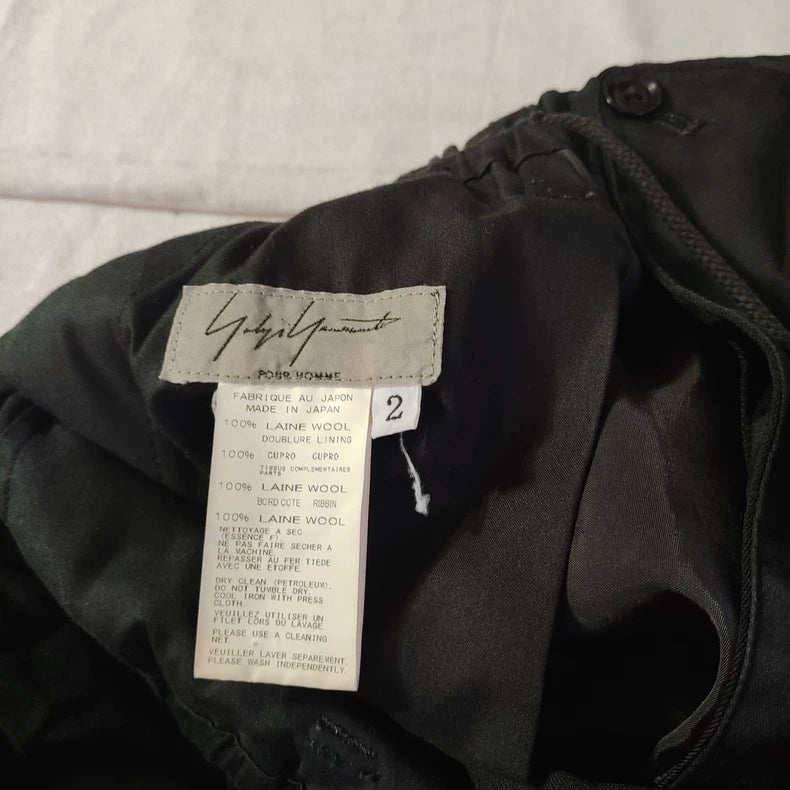 Yohji Yamamoto
POUR HOMME
2
FABRIQUE AU JAPON
MADE IN JAPAN
100% LAINE WOOL
DOUBLURE LINING
100% CUPRO CUPRO
TISSUS COMPLEMENTAIRES
PARTS
100% LAINE WOOL
BORD COTE RIBBIN
100% LAINE WOOL
NETTOYAGE A SEC
(ESSENCE F).
NE PAS FAIRE SECHER A
LA MACHINE.
REPASSER AU FER TIEDE
AVEC UNE ETOFFE.
DRY CLEAN (PETROLEUM).
DO NOT TUMBLE DRY.
COOL IRON WITH PRESS
CLOTH.
VEUILLEZ UTILISER UN
FILET LORS DU LAVAGE.
PLEASE USE A CLEANING
NET.
VEUILLER LAVER SEPAREMENT.
PLEASE WASH INDEPENDENTLY.